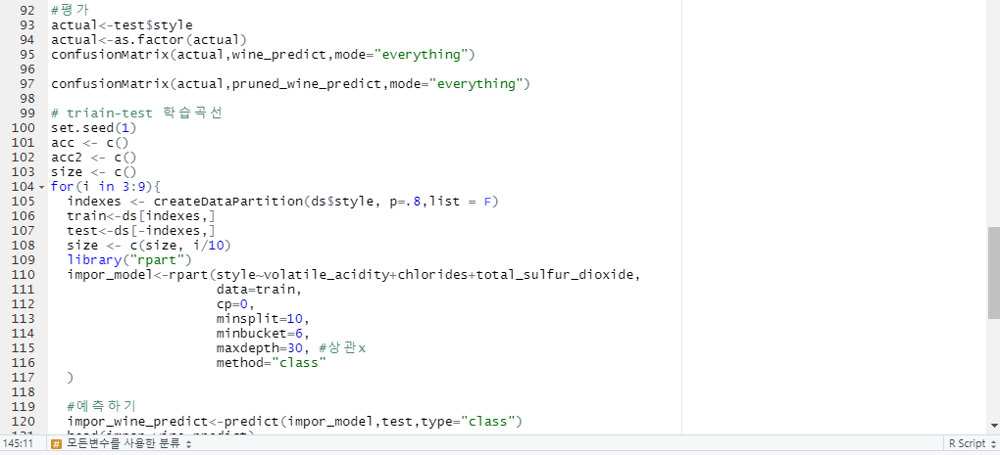 92 #평가
93 actual<-test$style
94 actual<-as.factor(actual)
95 confusionMatrix(actual,wine_predict,mode="everything")
96
97 confusionMatrix(actual,pruned_wine_predict,mode="everything")
98
99 # triain-test 학습곡선
100 set.seed(1)
101 acc <- c()
102 acc2 <- c()
103 size <- c()
104 for(i in 3:9){
105   indexes <- createDataPartition(ds$style, p=.8,list = F)
106   train<-ds[indexes,]
107   test<-ds[-indexes,]
108   size <- c(size, i/10)
109   library("rpart")
110   impor_model<-rpart(style~volatile_acidity+chlorides+total_sulfur_dioxide,
111                      data=train,
112                      cp=0,
113                      minsplit=10,
114                      minbucket=6,
115                      maxdepth=30, #상관x
116                      method="class"
117   )
118
119   #예측하기
120   impor_wine_predict<-predict(impor_model,test,type="class")
121   head(impor_wine_predict)
145:11 # 모든변수를 사용한 분류 R Script